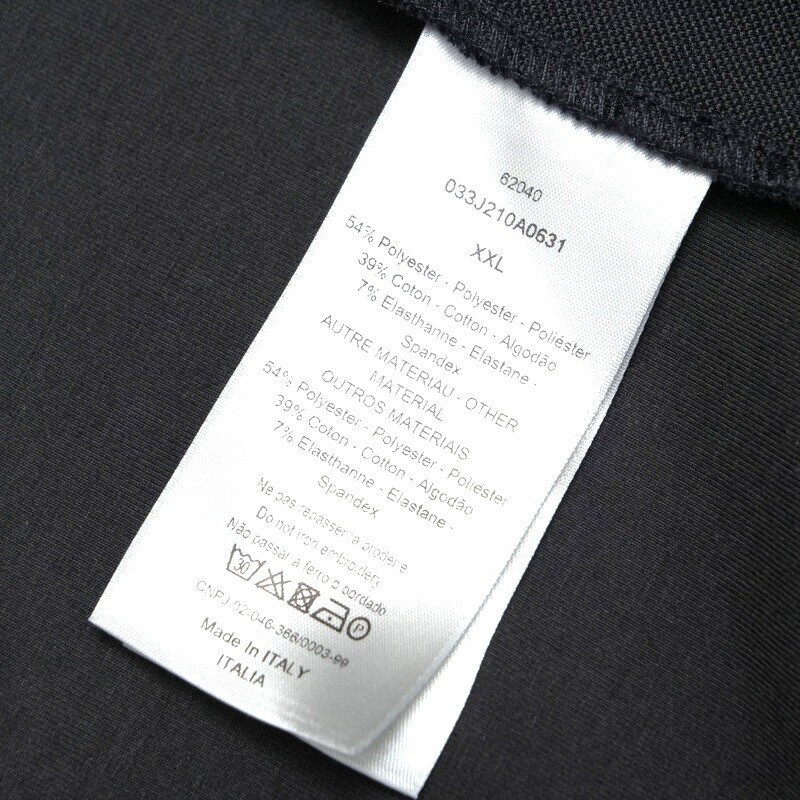 62040
033J210A0631
XXL
54% Polyester - Polyester - Poliéster
39% Coton - Cotton - Algodão
7% Elasthanne - Elastane -
Spandex
AUTRE MATERIAU - OTHER
MATERIAL
OUTROS MATERIAIS
54% Polyester - Polyester - Poliéster
39% Coton - Cotton - Algodão
7% Elasthanne - Elastane -
Spandex
Ne pas repasser la broderie
Do not iron embroidery
Não passar a ferro o bordado
30 P
CNPJ 02-046-366/0003-99
Made In ITALY
ITALIA